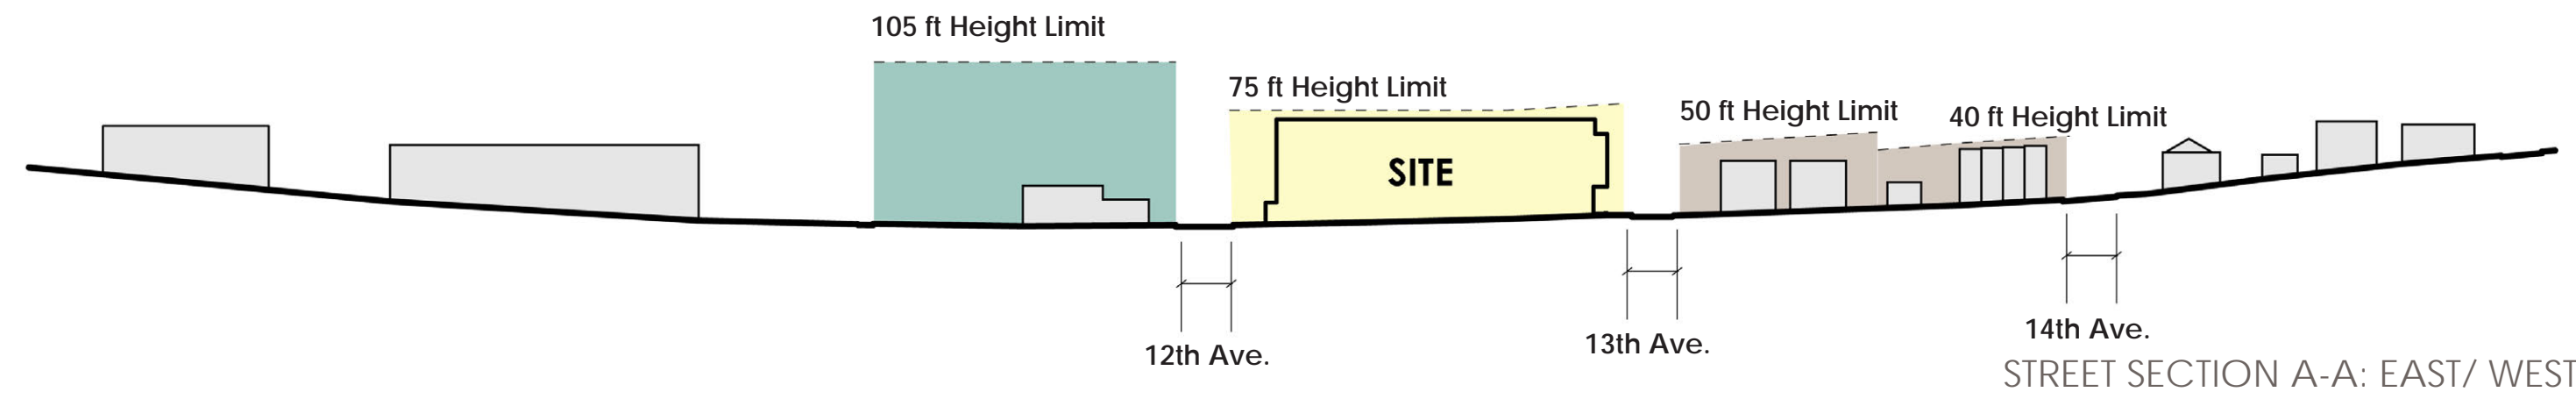 105 ft Height Limit
75 ft Height Limit
50 ft Height Limit
40 ft Height Limit
SITE
12th Ave.
13th Ave.
14th Ave.
STREET SECTION A-A: EAST/ WEST